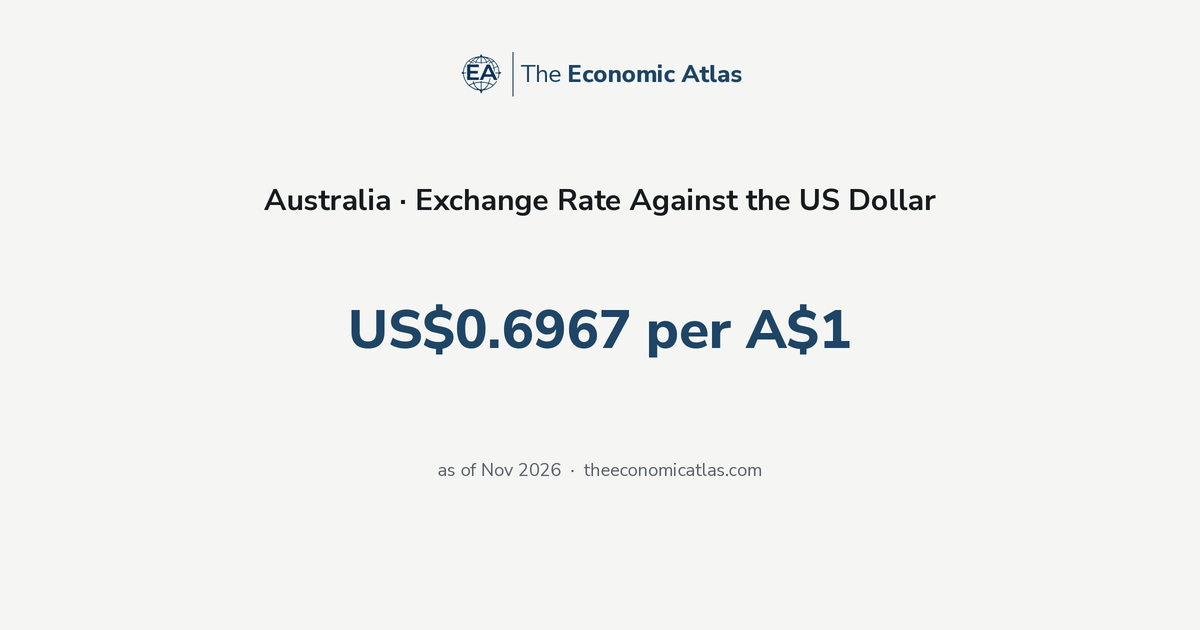 EA The Economic Atlas
Australia · Exchange Rate Against the US Dollar
US$0.6967 per A$1
as of Nov 2026 · theeconomicatlas.com